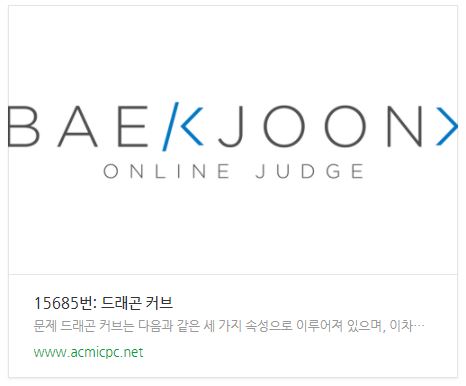 BAEKJOON
ONLINE JUDGE
15685번: 드래곤 커브
문제 드래곤 커브는 다음과 같은 세 가지 속성으로 이루어져 있으며, 이차…
www.acmicpc.net